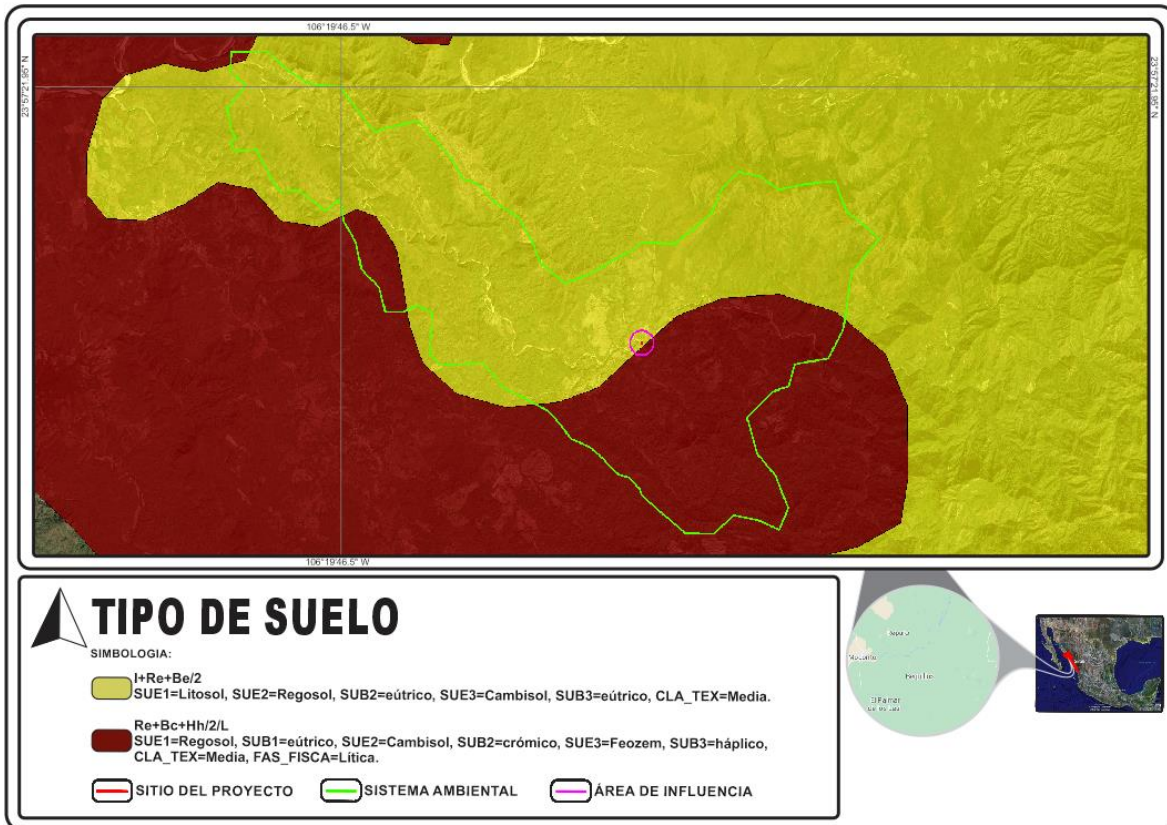 106°19'46.5" W
23°57'21.95" N
23°57'21.95" N
106°19'46.5" W
TIPO DE SUELO
SIMBOLOGIA:
I+Re+Be/2
SUE1=Litosol, SUE2=Regosol, SUB2=eútrico, SUE3=Cambisol, SUB3=eútrico, CLA_TEX=Media.
Re+Bc+Hh/2/L
SUE1=Regosol, SUB1=eútrico, SUE2=Cambisol, SUB2=crómico, SUE3=Feozem, SUB3=háplico,
CLA_TEX=Media, FAS_FISCA=Lítica.
SITIO DEL PROYECTO
SISTEMA AMBIENTAL
ÁREA DE INFLUENCIA